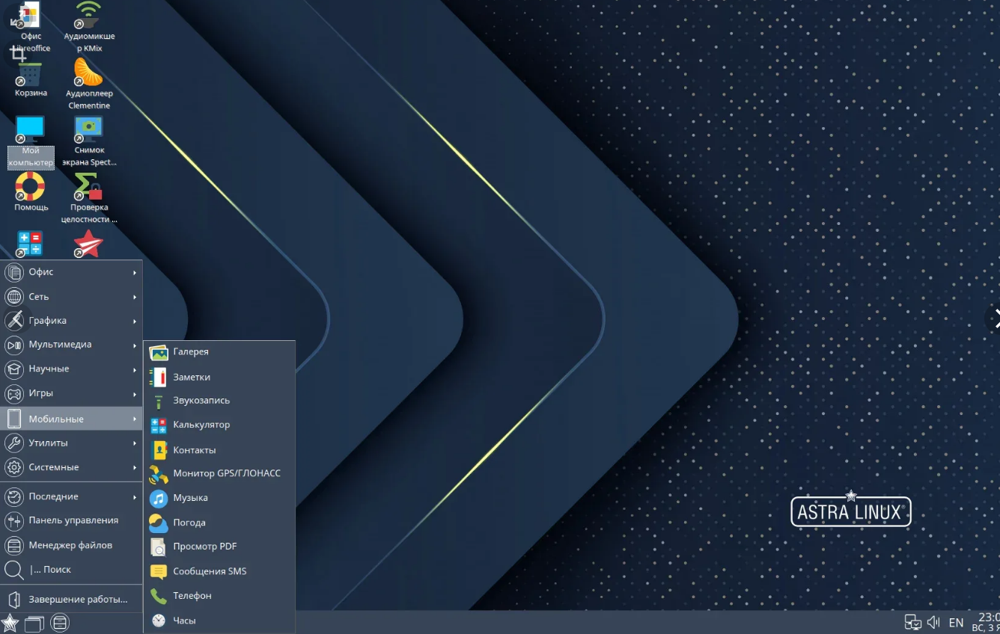 Офис
Libreoffice
Аудиомикше
р KMix
Корзина
Аудиоплеер
Clementine
Мой
компьютер
Снимок
экрана Spect...
Помощь
Проверка
целостности ...
Офис
Сеть
Графика
Мультимедиа
Научные
Игры
Мобильные
Утилиты
Системные
Последние
Панель управления
Менеджер файлов
|... Поиск
Завершение работы...
Галерея
Заметки
Звукозапись
Калькулятор
Контакты
Монитор GPS/ГЛОНАСС
Музыка
Погода
Просмотр PDF
Сообщения SMS
Телефон
Часы
ASTRA LINUX®
EN
23:0
ВС, 3 Я